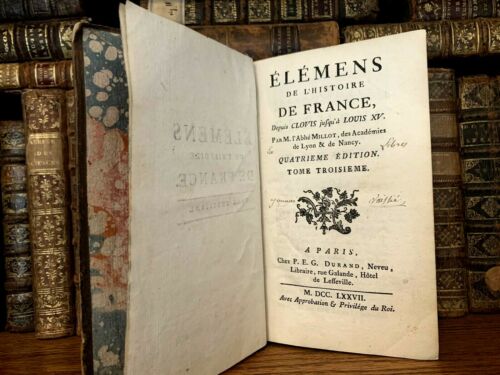 ÉLÉMENS
DE L'HISTOIRE
DE FRANCE,
Depuis CLOVIS jusqu'à LOUIS XV.
PAR M. l'Abbé MILLOT, des Académies
de Lyon & de Nancy.
QUATRIEME ÉDITION.
TOME TROISIEME.
A PARIS,
Chez P. E. G. DURAND, Neveu,
Libraire, rue Galande, Hôtel
de Lesseville.
M. DCC. LXXVII.
Avec Approbation & Privilége du Roi.